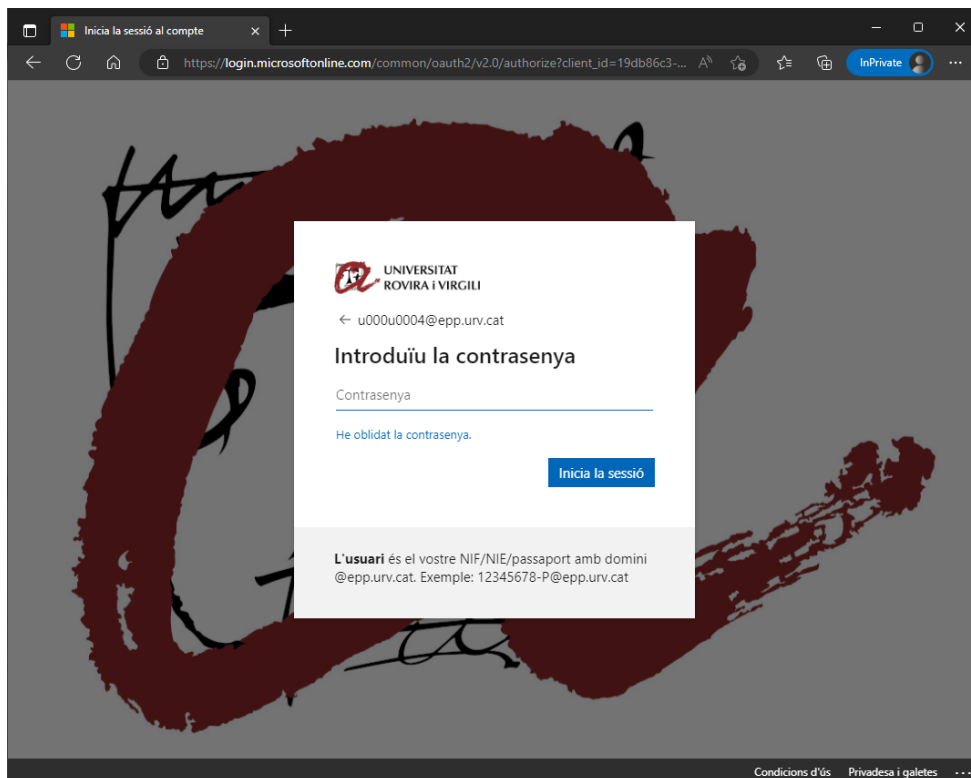 Inicia la sessió al compte
https://login.microsoftonline.com/common/oauth2/v2.0/authorize?client_id=19db86c3-...
InPrivate
UNIVERSITAT
ROVIRA i VIRGILI
u000u0004@epp.urv.cat
Introduïu la contrasenya
Contrasenya
He oblidat la contrasenya.
Inicia la sessió
L'usuari és el vostre NIF/NIE/passaport amb domini
@epp.urv.cat. Exemple: 12345678-P@epp.urv.cat
Condicions d'ús Privadesa i galetes ...